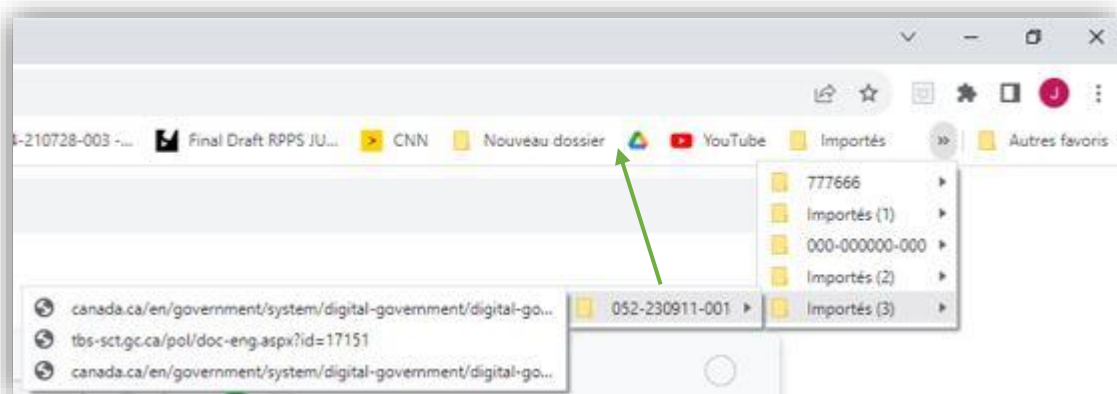 J
4-210728-003 -... Final Draft RPPS JU... CNN Nouveau dossier YouTube Importés » Autres favoris
777666
Importés (1)
000-000000-000
Importés (2)
canada.ca/en/government/system/digital-government/digital-go... 052-230911-001 Importés (3)
tbs-sct.gc.ca/pol/doc-eng.aspx?id=17151
canada.ca/en/government/system/digital-government/digital-go...